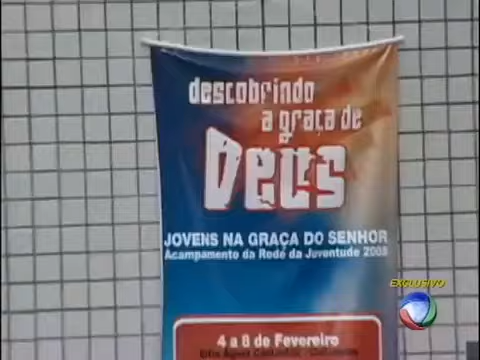 descobrindo
a graça de
Deus
JOVENS NA GRAÇA DO SENHOR
Acampamento da Rede da Juventude 2008
4 a 8 de Fevereiro
EXCLUSIVO